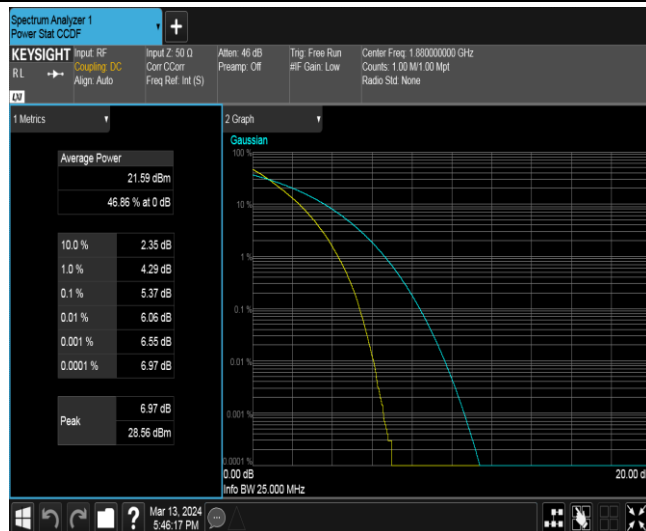 Spectrum Analyzer 1
Power Stat CCDF
+
KEYSIGHT
RL
Input: RF
Coupling: DC
Align: Auto
Input Z: 50 Ω
Corr CCorr
Freq Ref: Int (S)
Atten: 46 dB
Preamp: Off
Trig: Free Run
#IF Gain: Low
Center Freq: 1.880000000 GHz
Counts: 1.00 M/1.00 Mpt
Radio Std: None
LXI
1 Metrics
Average Power
21.59 dBm
46.86 % at 0 dB
10.0 % 2.35 dB
1.0 % 4.29 dB
0.1 % 5.37 dB
0.01 % 6.06 dB
0.001 % 6.55 dB
0.0001 % 6.97 dB
Peak
6.97 dB
28.56 dBm
2 Graph
Gaussian
100 %
10 %
1 %
0.1 %
0.01 %
0.001 %
0.0001 %
0.00 dB
20.00 d
Info BW 25.000 MHz
?
Mar 13, 2024
5:46:17 PM